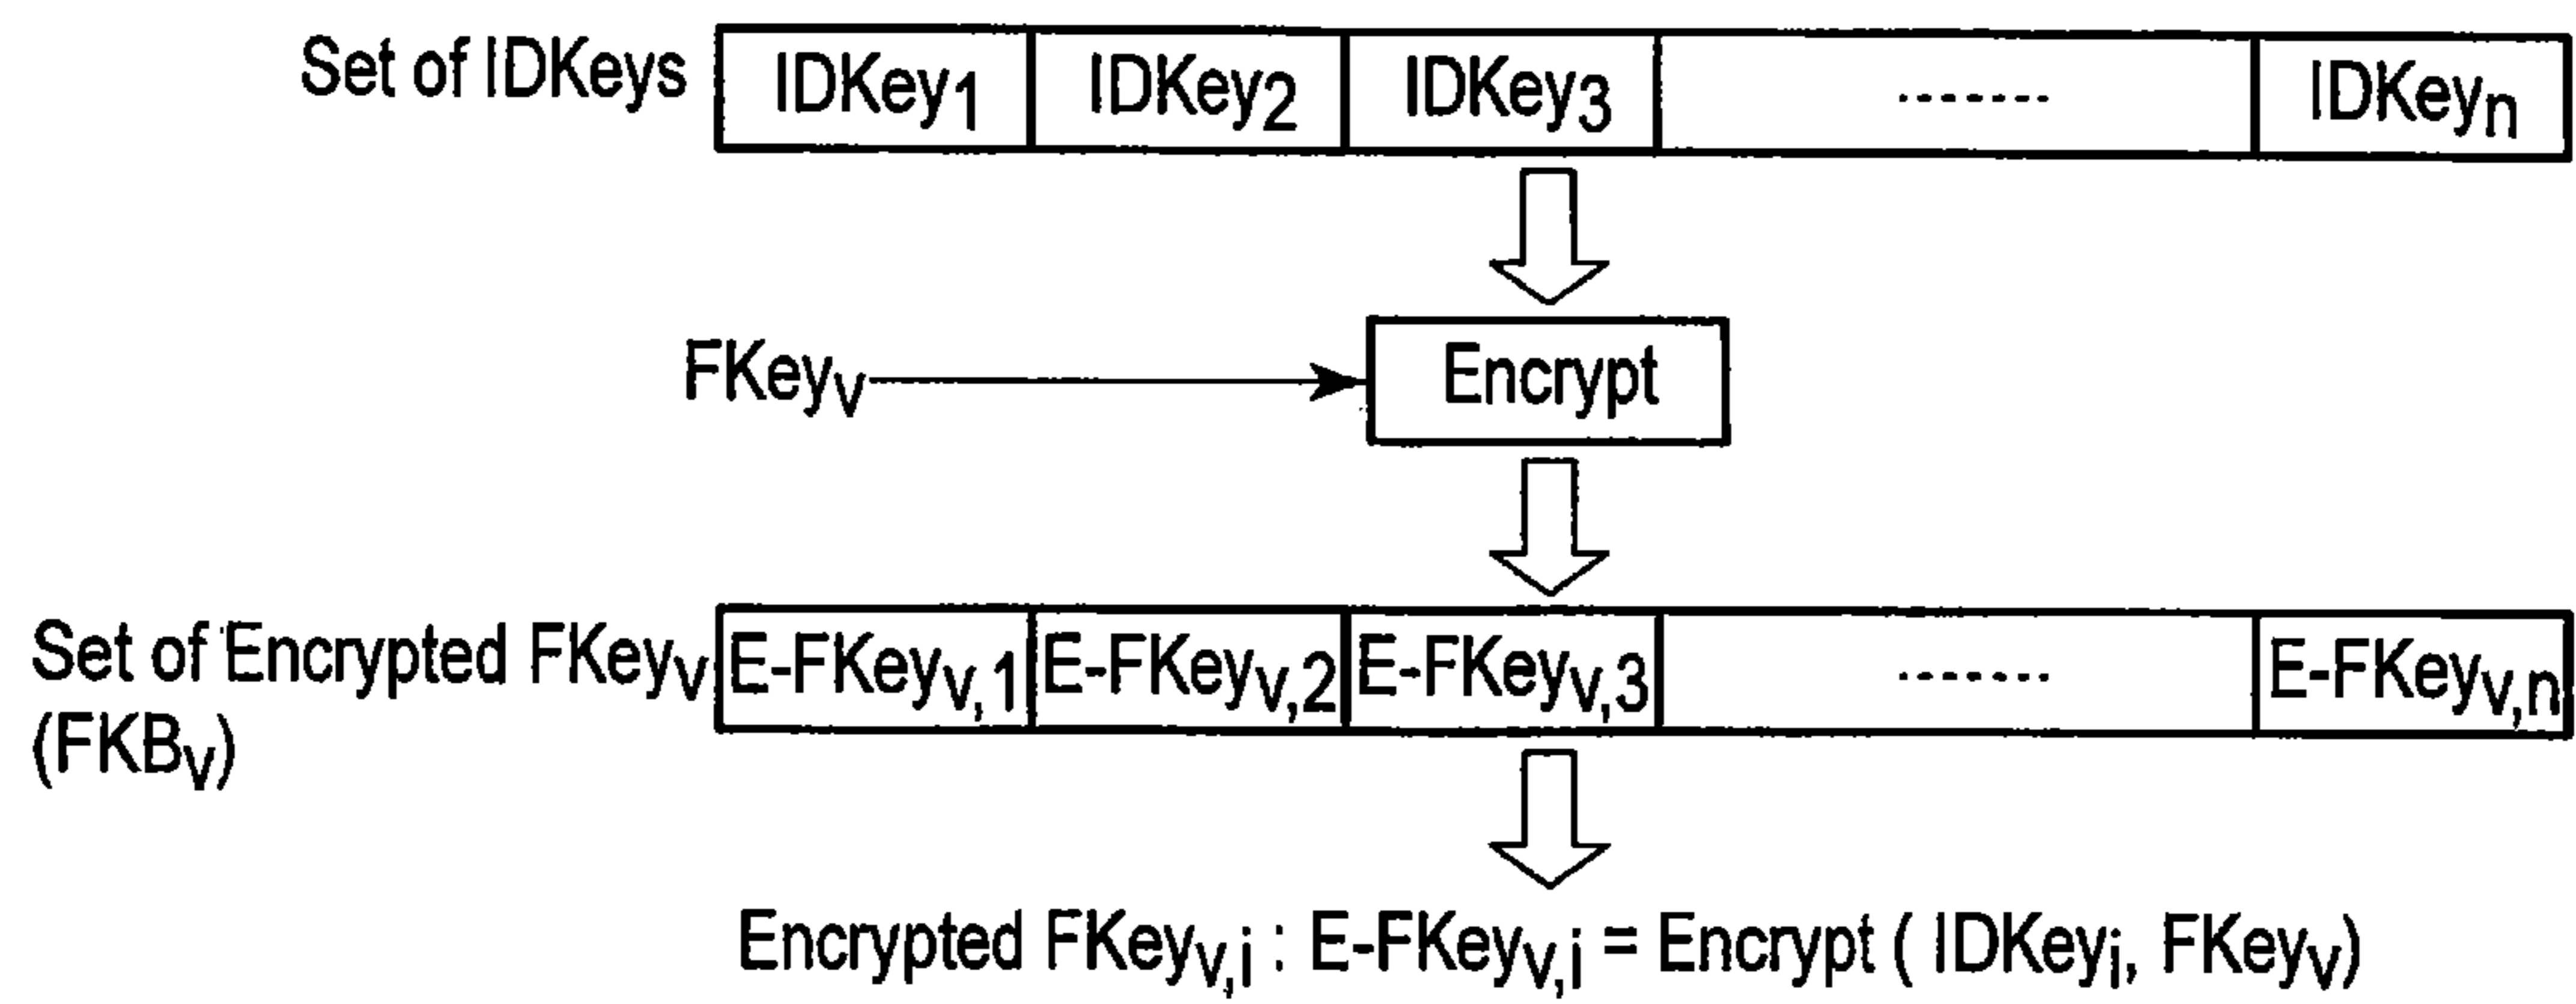 Set of IDKeys IDKey1 IDKey2 IDKey3 ....... IDKeyn
FKeyv Encrypt
Set of Encrypted FKeyv E-FKeyv,1 E-FKeyv,2 E-FKeyv,3 ....... E-FKeyv,n
(FKBv)
Encrypted FKeyv,i : E-FKeyv,i = Encrypt ( IDKeyi, FKeyv)